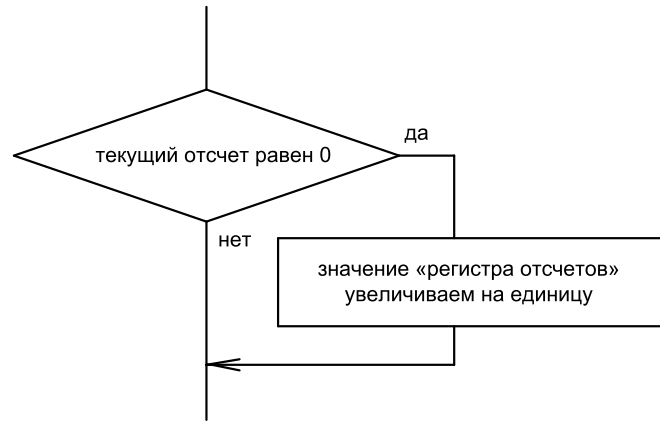 текущий отсчет равен 0
да
нет
значение «регистра отсчетов»
увеличиваем на единицу